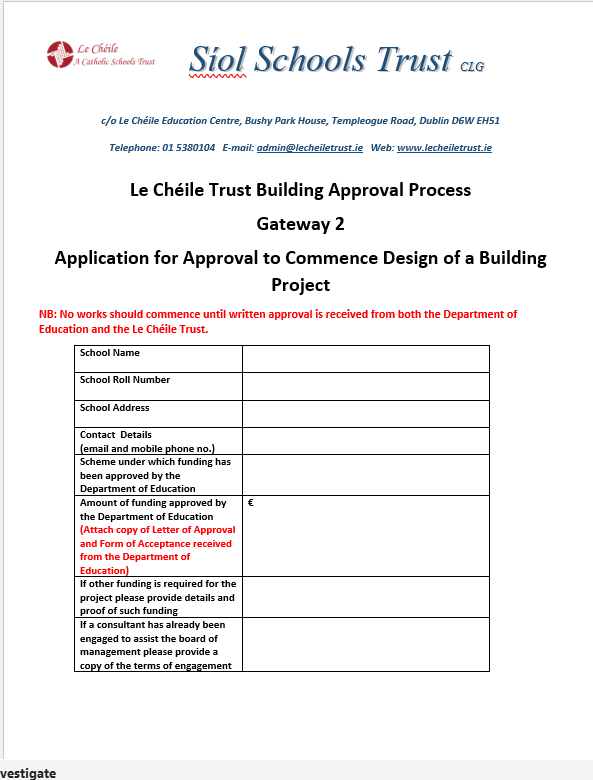 Le Chéile
A Catholic Schools Trust
Síol Schools Trust CLG
c/o Le Chéile Education Centre, Bushy Park House, Templeogue Road, Dublin D6W EH51
Telephone: 01 5380104 E-mail: admin@lecheiletrust.ie Web: www.lecheiletrust.ie
Le Chéile Trust Building Approval Process
Gateway 2
Application for Approval to Commence Design of a Building
Project
NB: No works should commence until written approval is received from both the Department of
Education and the Le Chéile Trust.
School Name
School Roll Number
School Address
Contact Details
(email and mobile phone no.)
Scheme under which funding has
been approved by the
Department of Education
Amount of funding approved by
the Department of Education
(Attach copy of Letter of Approval
and Form of Acceptance received
from the Department of
Education)
€
If other funding is required for the
project please provide details and
proof of such funding
If a consultant has already been
engaged to assist the board of
management please provide a
copy of the terms of engagement
vestigate